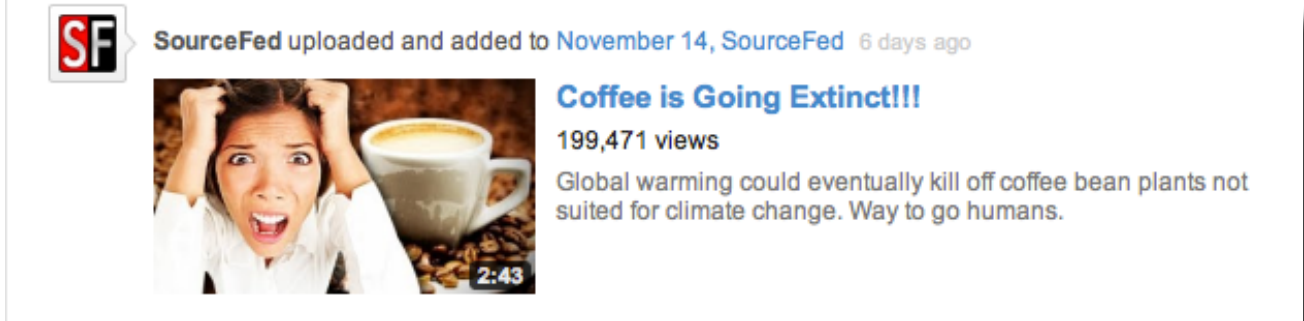 SF
SourceFed uploaded and added to November 14, SourceFed 6 days ago
Coffee is Going Extinct!!!
199,471 views
Global warming could eventually kill off coffee bean plants not
suited for climate change. Way to go humans.
2:43